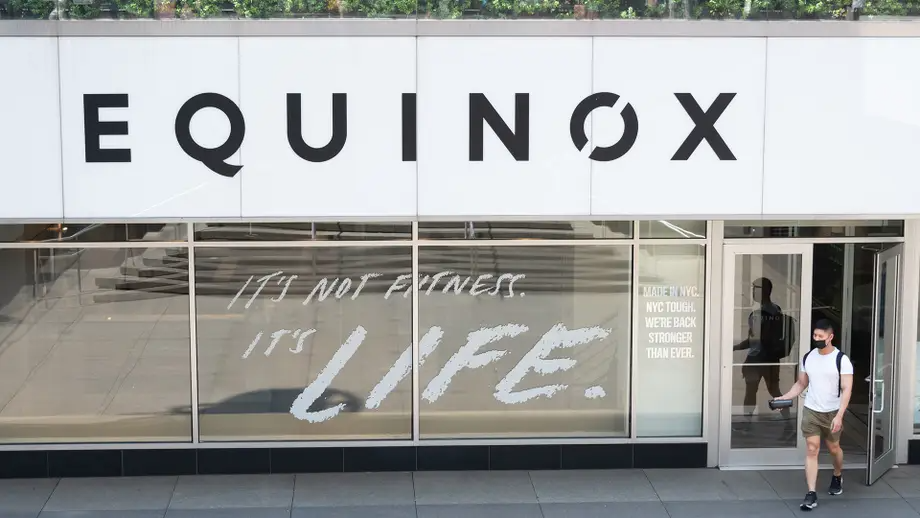 EQUINOX
IT'S NOT FITNESS.
IT'S LIFE.
MADE IN NYC.
NYC TOUGH.
WE'RE BACK
STRONGER
THAN EVER.